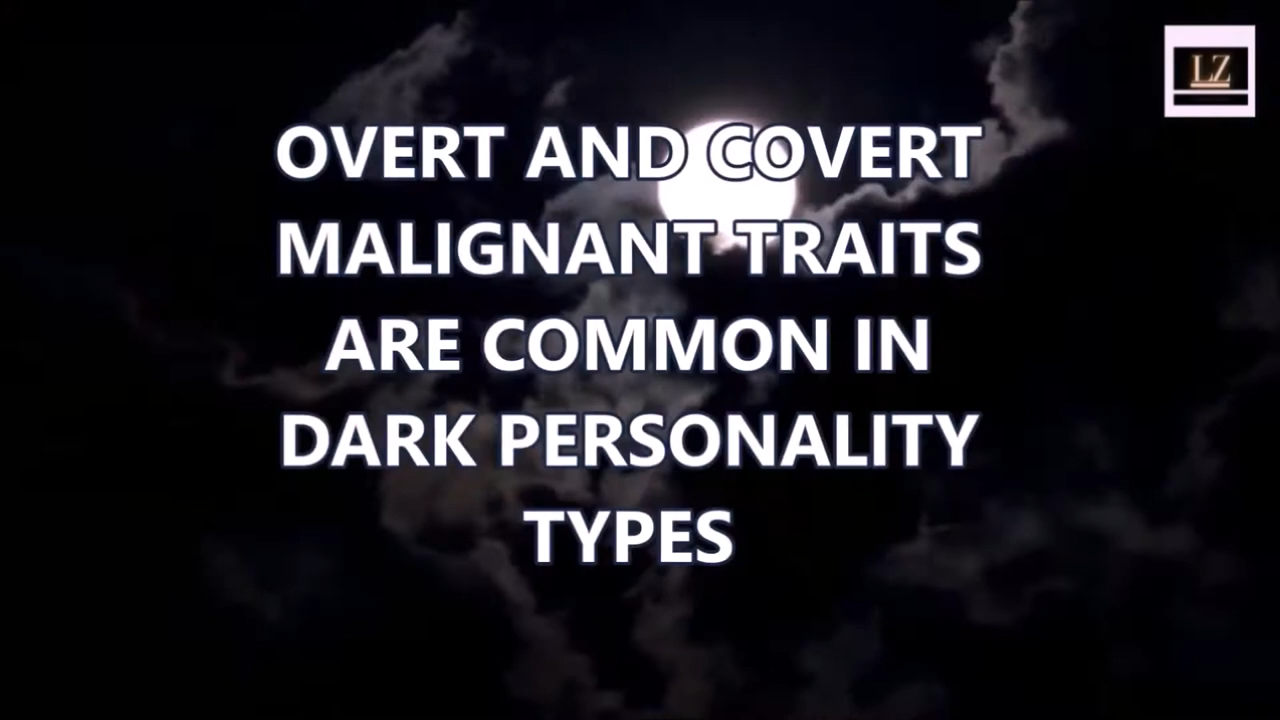 LZ
OVERT AND COVERT
MALIGNANT TRAITS
ARE COMMON IN
DARK PERSONALITY
TYPES